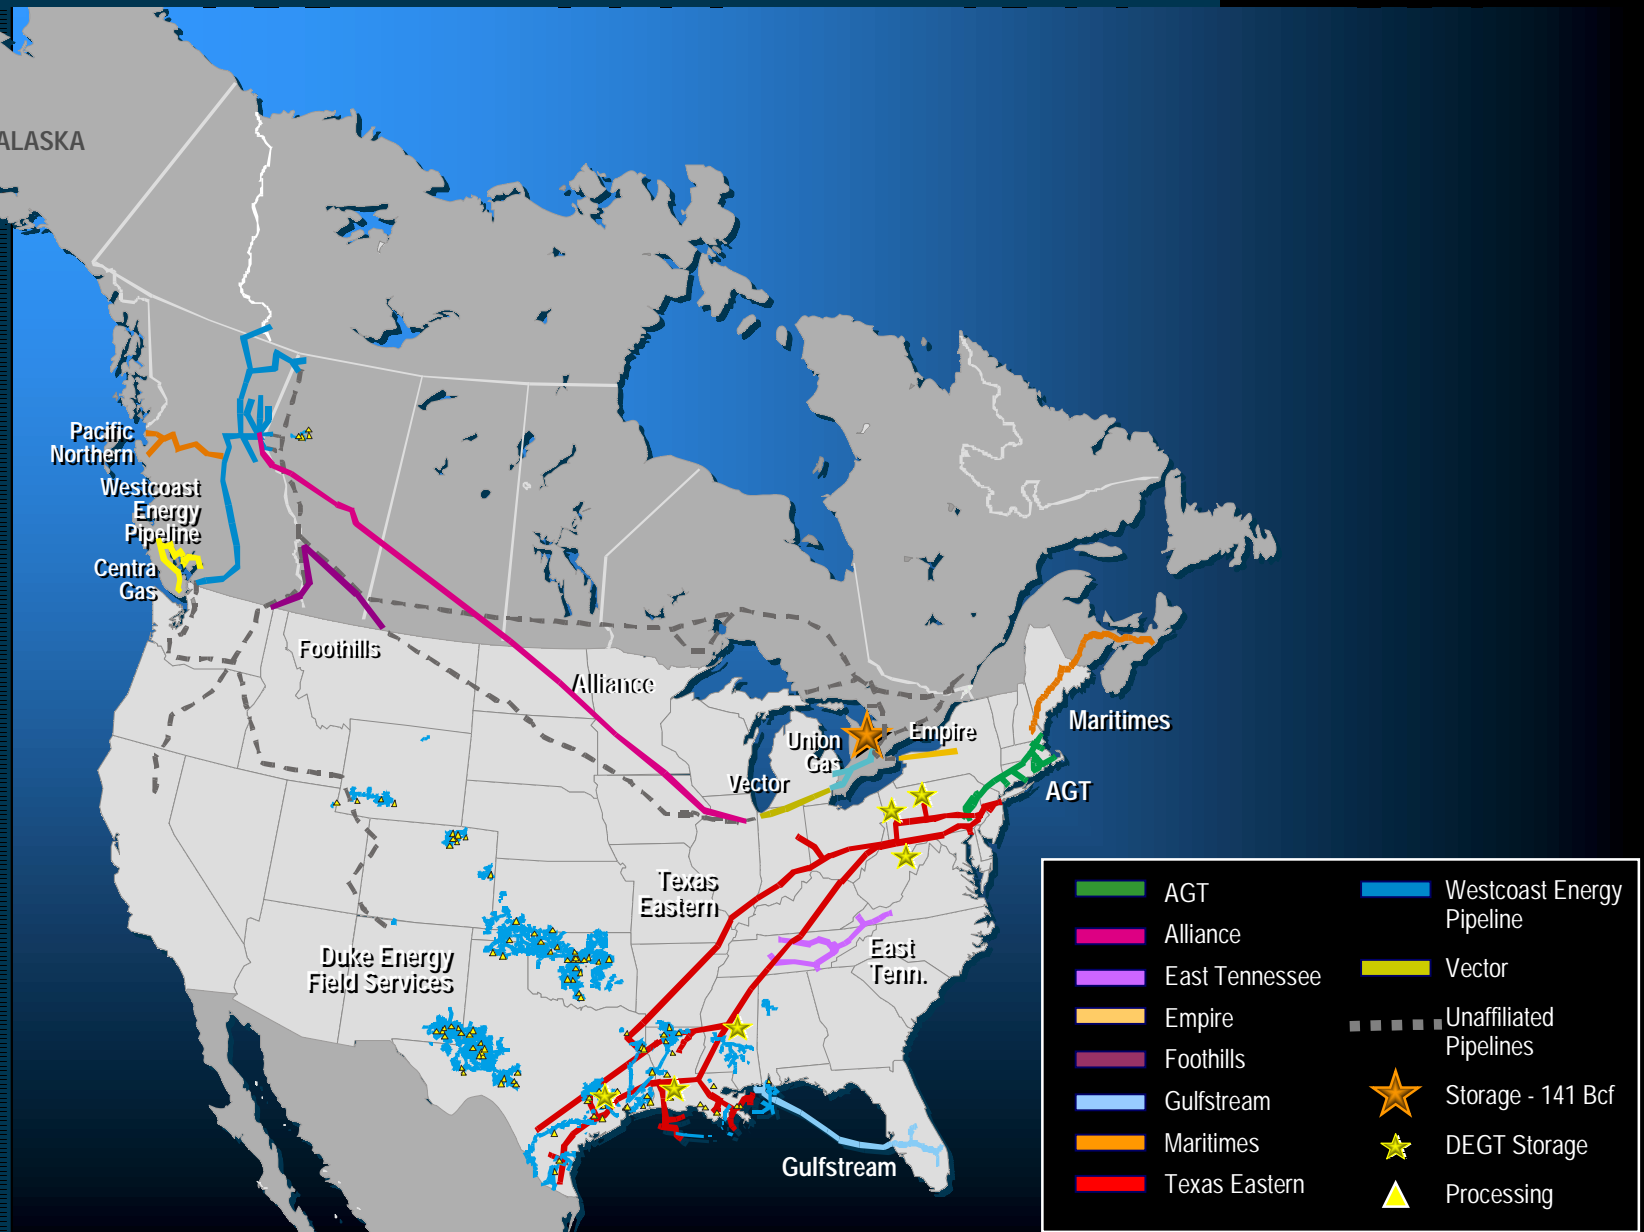 ALASKA
Pacific
Northern
Westcoast
Energy
Pipeline
Centra
Gas
Foothills
Alliance
Union
Gas
Empire
Vector
Maritimes
AGT
Texas
Eastern
East
Tenn.
Duke Energy
Field Services
Gulfstream
AGT
Alliance
East Tennessee
Empire
Foothills
Gulfstream
Maritimes
Texas Eastern
Westcoast Energy
Pipeline
Vector
Unaffiliated
Pipelines
Storage - 141 Bcf
DEGT Storage
Processing